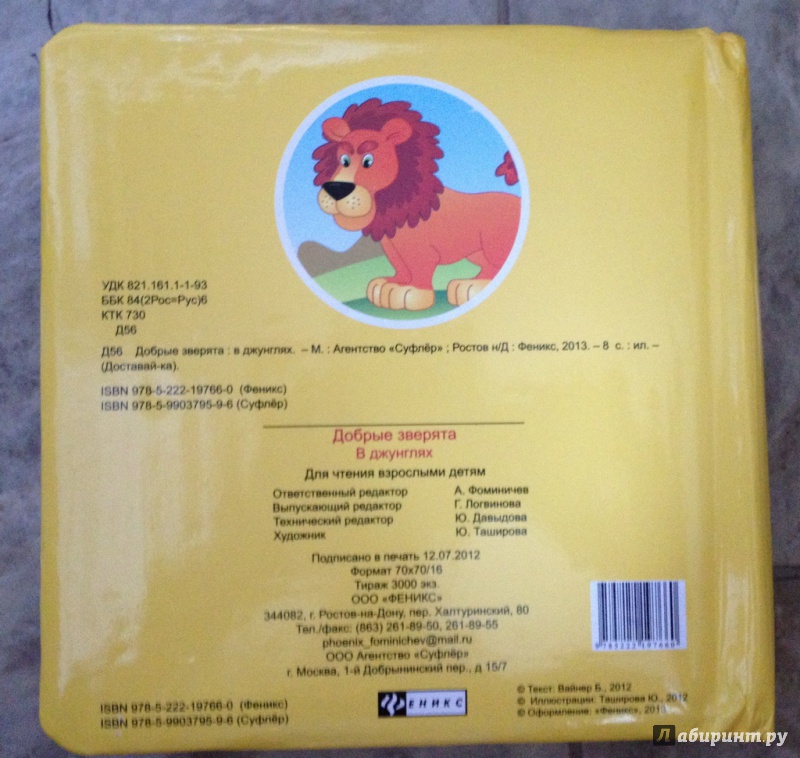 УДК 821.161.1-1-93
ББК 84(2Рос=Рус)6
КТК 730
Д56
Д56 Добрые зверята : в джунглях. – М. : Агентство «Суфлёр» ; Ростов н/Д : Феникс, 2013. – 8 с. : ил. –
(Доставай-ка).
ISBN 978-5-222-19766-0 (Феникс)
ISBN 978-5-9903795-9-6 (Суфлёр)
Добрые зверята
В джунглях
Для чтения взрослыми детям
Ответственный редактор А. Фоминичев
Выпускающий редактор Г. Логвинова
Технический редактор Ю. Давыдова
Художник Ю. Таширова
Подписано в печать 12.07.2012
Формат 70х70/16
Тираж 3000 экз.
ООО «ФЕНИКС»
344082, г. Ростов-на-Дону, пер. Халтуринский, 80
Тел./факс: (863) 261-89-50, 261-89-55
phoenix_fominichev@mail.ru
ООО Агентство «Суфлёр»
г. Москва, 1-й Добрынинский пер., д 15/7
9 785222 197660
ISBN 978-5-222-19766-0 (Феникс)
ISBN 978-5-9903795-9-6 (Суфлёр)
ФЕНИКС
© Текст: Вайнер Б., 2012
© Иллюстрации: Таширова Ю., 2012
© Оформление: «Феникс», 2013
Лабиринт.ру